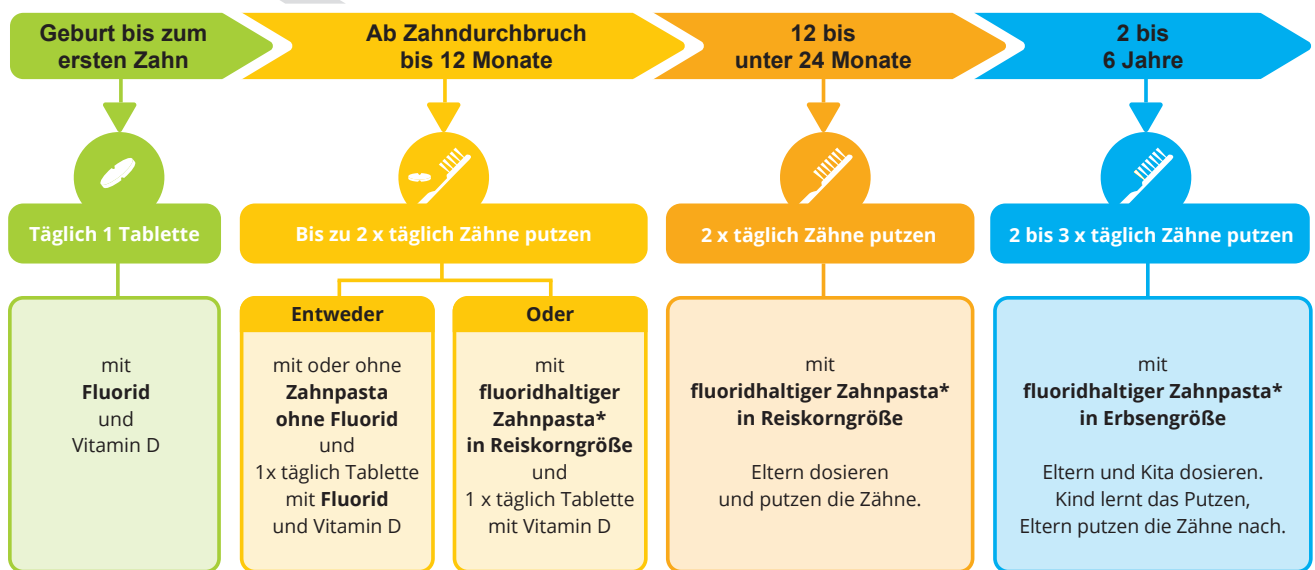 Geburt bis zum
ersten Zahn
Ab Zahndurchbruch
bis 12 Monate
12 bis
unter 24 Monate
2 bis
6 Jahre
Täglich 1 Tablette
Bis zu 2 x täglich Zähne putzen
2 x täglich Zähne putzen
2 bis 3 x täglich Zähne putzen
mit
Fluorid
und
Vitamin D
Entweder
mit oder ohne
Zahnpasta
ohne Fluorid
und
1x täglich Tablette
mit Fluorid
und Vitamin D
Oder
mit
fluoridhaltiger
Zahnpasta*
in Reiskorngröße
und
1 x täglich Tablette
mit Vitamin D
mit
fluoridhaltiger Zahnpasta*
in Reiskorngröße
Eltern dosieren
und putzen die Zähne.
mit
fluoridhaltiger Zahnpasta*
in Erbsengröße
Eltern und Kita dosieren.
Kind lernt das Putzen,
Eltern putzen die Zähne nach.